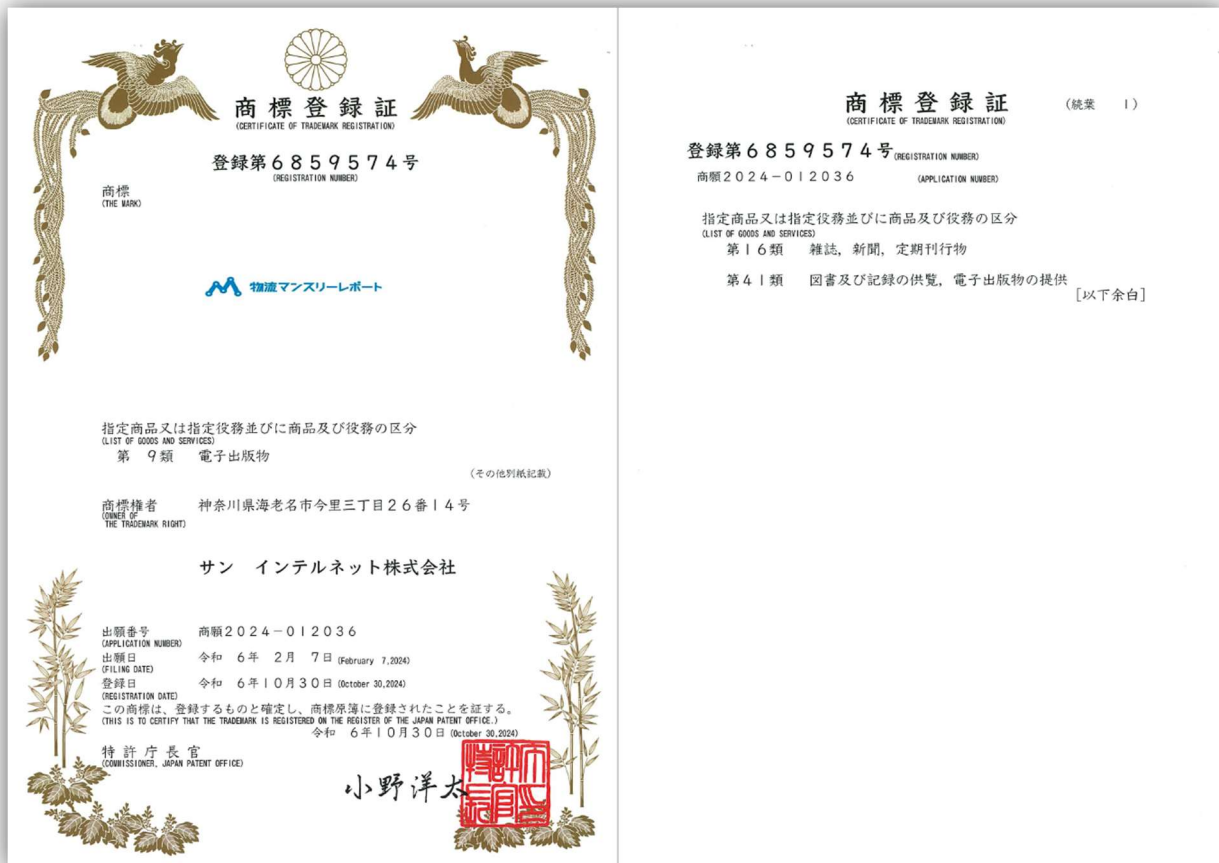 商標登録証
(CERTIFICATE OF TRADEMARK REGISTRATION)
登録第6859574号
(REGISTRATION NUMBER)
商標
(THE MARK)
物流マンスリーレポート
指定商品又は指定役務並びに商品及び役務の区分
(LIST OF GOODS AND SERVICES)
第 9類 電子出版物
(その他別紙記載)
商標権者 神奈川県海老名市今里三丁目26番14号
(OWNER OF
THE TRADEMARK RIGHT)
サン インテルネット株式会社
出願番号 商願2024-012036
(APPLICATION NUMBER)
出願日 令和 6年 2月 7日 (February 7,2024)
(FILING DATE)
登録日 令和 6年10月30日 (October 30,2024)
(REGISTRATION DATE)
この商標は、登録するものと確定し、商標原簿に登録されたことを証する。
(THIS IS TO CERTIFY THAT THE TRADEMARK IS REGISTERED ON THE REGISTER OF THE JAPAN PATENT OFFICE.)
令和 6年10月30日 (October 30,2024)
特許庁長官
(COMMISSIONER, JAPAN PATENT OFFICE)
小野洋太
特許庁長官
商標登録証 (続葉 1)
(CERTIFICATE OF TRADEMARK REGISTRATION)
登録第6859574号 (REGISTRATION NUMBER)
商願2024-012036 (APPLICATION NUMBER)
指定商品又は指定役務並びに商品及び役務の区分
(LIST OF GOODS AND SERVICES)
第16類 雑誌，新聞，定期刊行物
第41類 図書及び記録の供覧，電子出版物の提供
[以下余白]